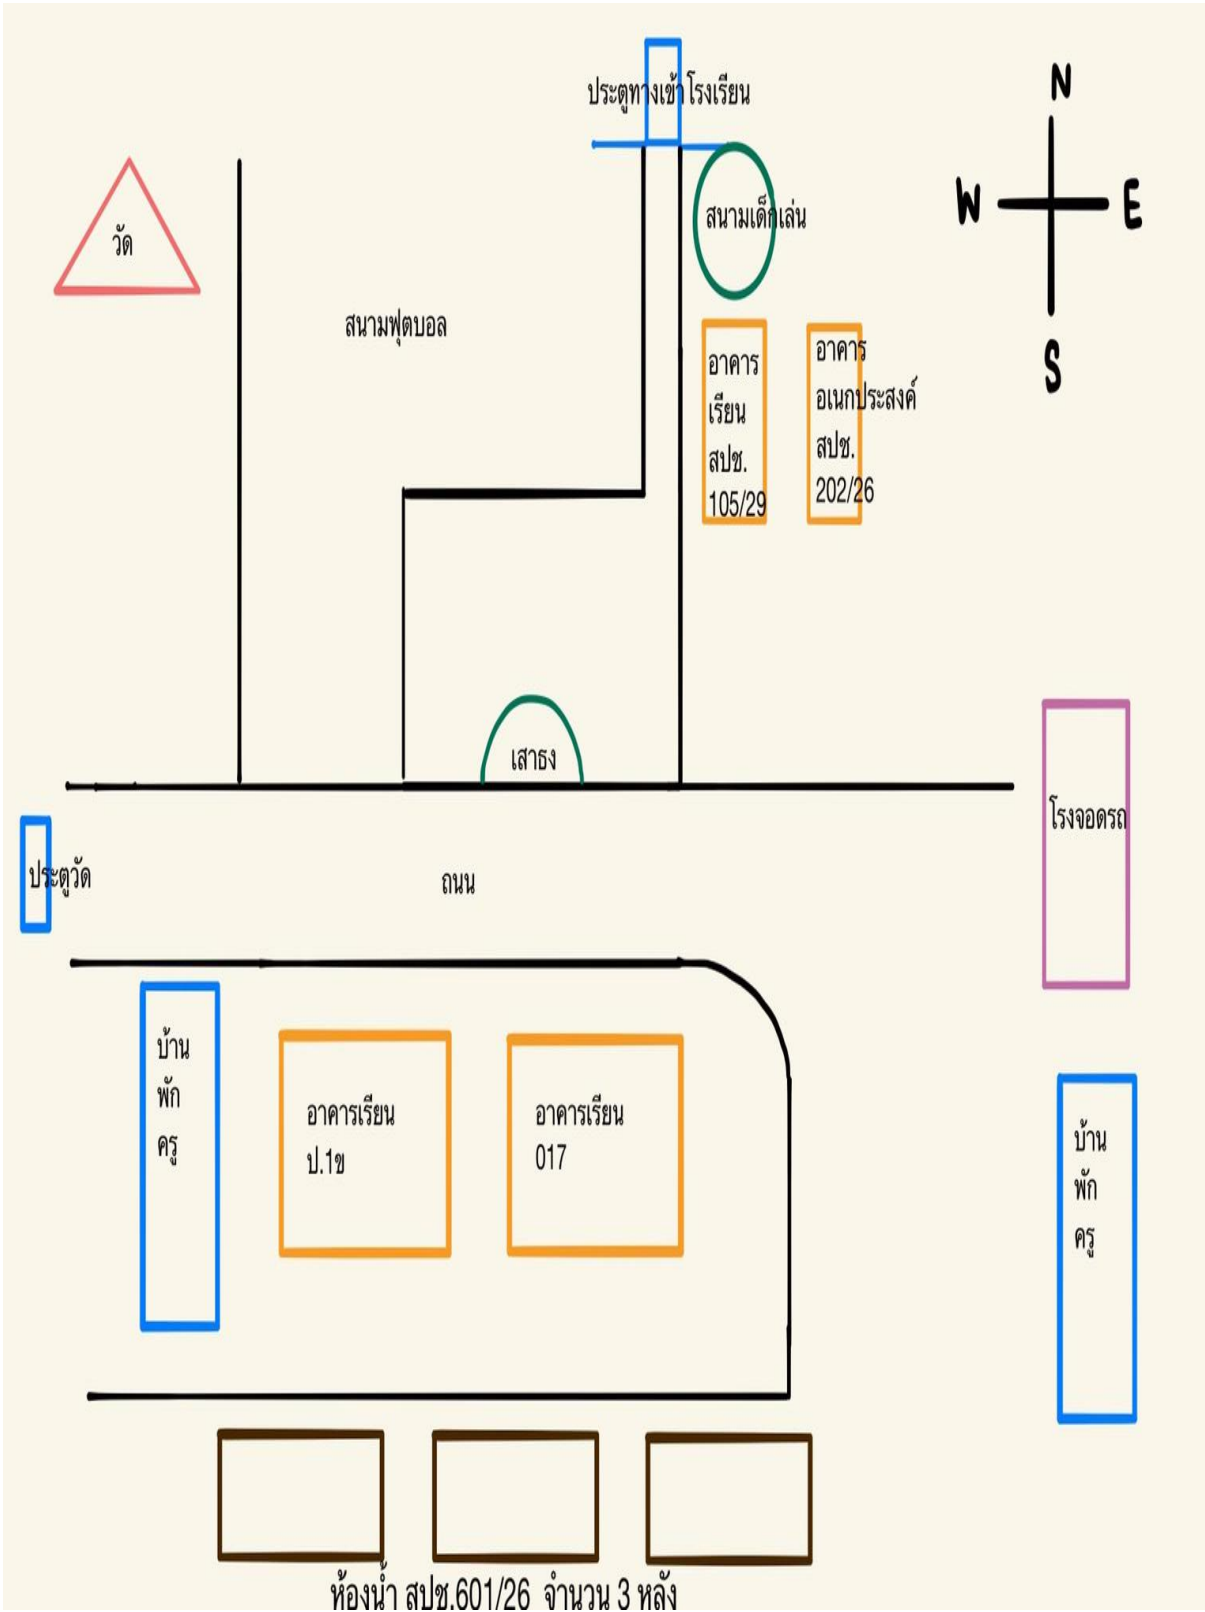 ประตูทางเข้าโรงเรียน
N
W
E
S
สนามเด็กเล่น
วัด
สนามฟุตบอล
อาคาร
เรียน
สปช.
105/29
อาคาร
อเนกประสงค์
สปช.
202/26
เสาธง
โรงจอดรถ
ประตูวัด
ถนน
บ้าน
พัก
ครู
อาคารเรียน
ป.1ข
อาคารเรียน
017
บ้าน
พัก
ครู
ห้องน้ำ สปช.601/26 จำนวน 3 หลัง